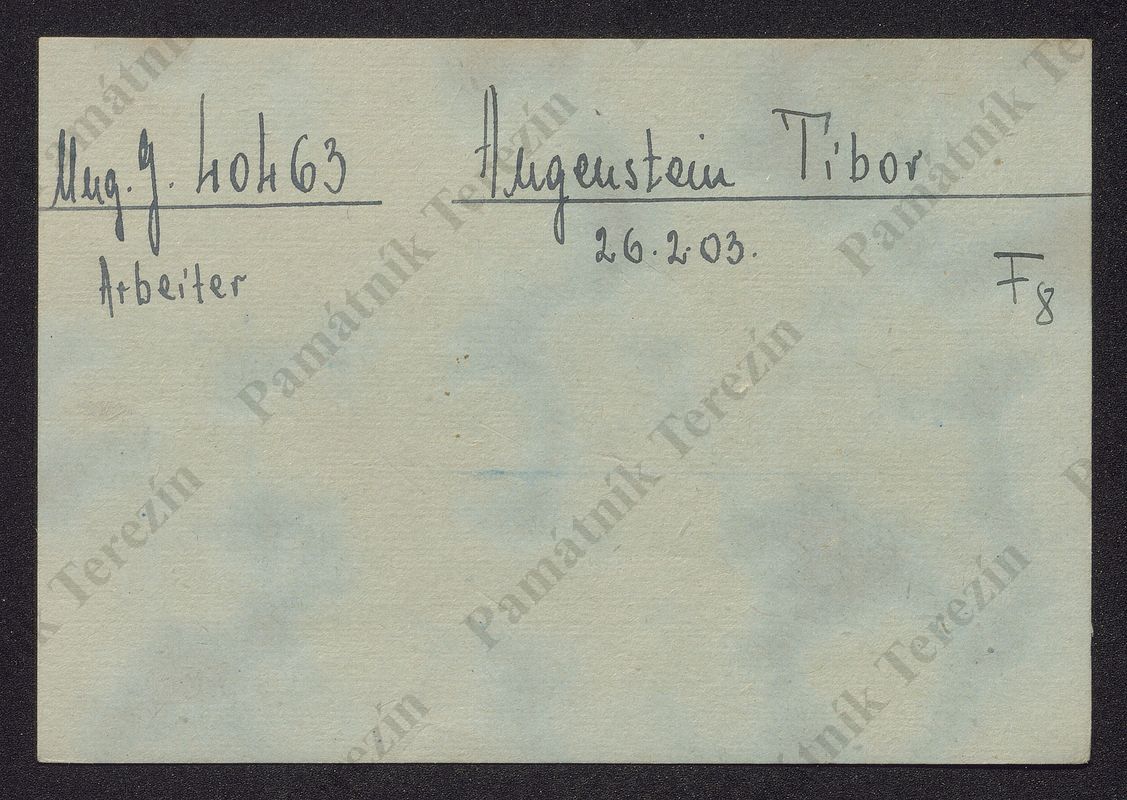 Ung. J. 40463 Augenstein Tibor
26.2.03.
Arbeiter F8
Památník Terezín